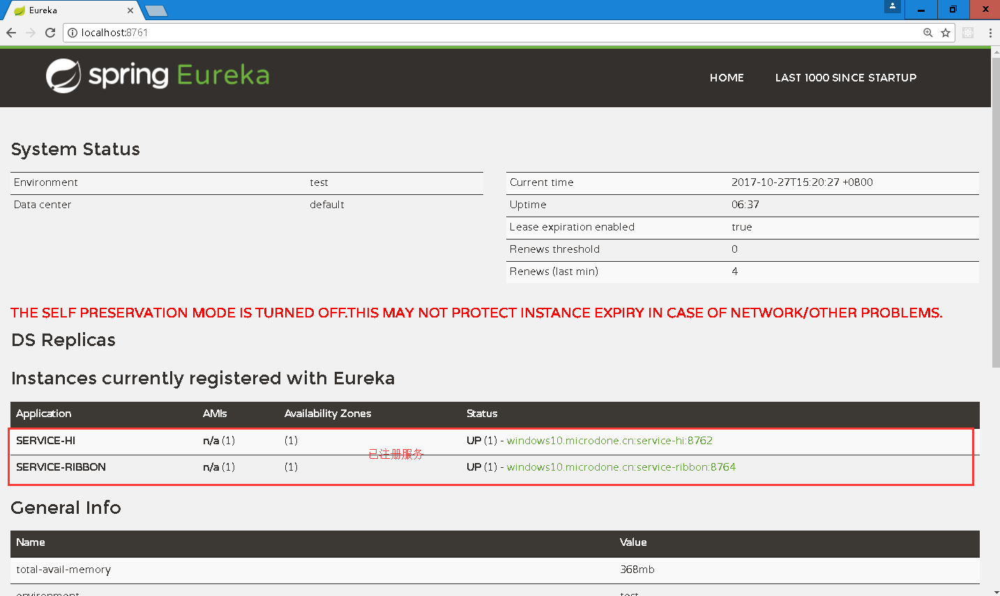 Eureka
localhost:8761
spring Eureka
HOME LAST 1000 SINCE STARTUP
System Status
Environment test
Data center default
Current time 2017-10-27T15:20:27 +0800
Uptime 06:37
Lease expiration enabled true
Renews threshold 0
Renews (last min) 4
THE SELF PRESERVATION MODE IS TURNED OFF.THIS MAY NOT PROTECT INSTANCE EXPIRY IN CASE OF NETWORK/OTHER PROBLEMS.
DS Replicas
Instances currently registered with Eureka
Application AMIs Availability Zones Status
SERVICE-HI n/a (1) (1) UP (1) - windows10.microdone.cn:service-hi:8762
已注册服务
SERVICE-RIBBON n/a (1) (1) UP (1) - windows10.microdone.cn:service-ribbon:8764
General Info
Name Value
total-avail-memory 368mb
environment test